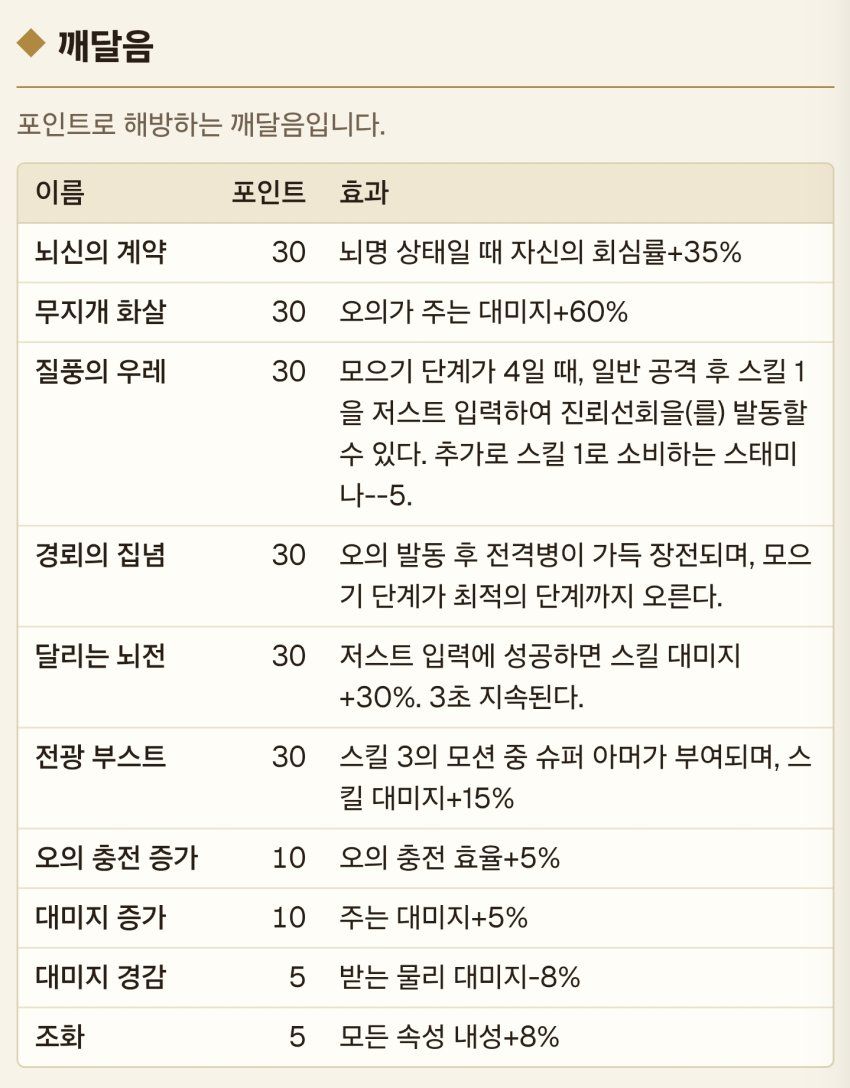 ◆ 깨달음
포인트로 해방하는 깨달음입니다.
이름 포인트 효과
뇌신의 계약 30 뇌명 상태일 때 자신의 회심률+35%
무지개 화살 30 오의가 주는 대미지+60%
질풍의 우레 30 모으기 단계가 4일 때, 일반 공격 후 스킬 1
을 저스트 입력하여 진뢰선회을(를) 발동할
수 있다. 추가로 스킬 1로 소비하는 스태미
나--5.
경뢰의 집념 30 오의 발동 후 전격병이 가득 장전되며, 모으
기 단계가 최적의 단계까지 오른다.
달리는 뇌전 30 저스트 입력에 성공하면 스킬 대미지
+30%. 3초 지속된다.
전광 부스트 30 스킬 3의 모션 중 슈퍼 아머가 부여되며, 스
킬 대미지+15%
오의 충전 증가 10 오의 충전 효율+5%
대미지 증가 10 주는 대미지+5%
대미지 경감 5 받는 물리 대미지-8%
조화 5 모든 속성 내성+8%